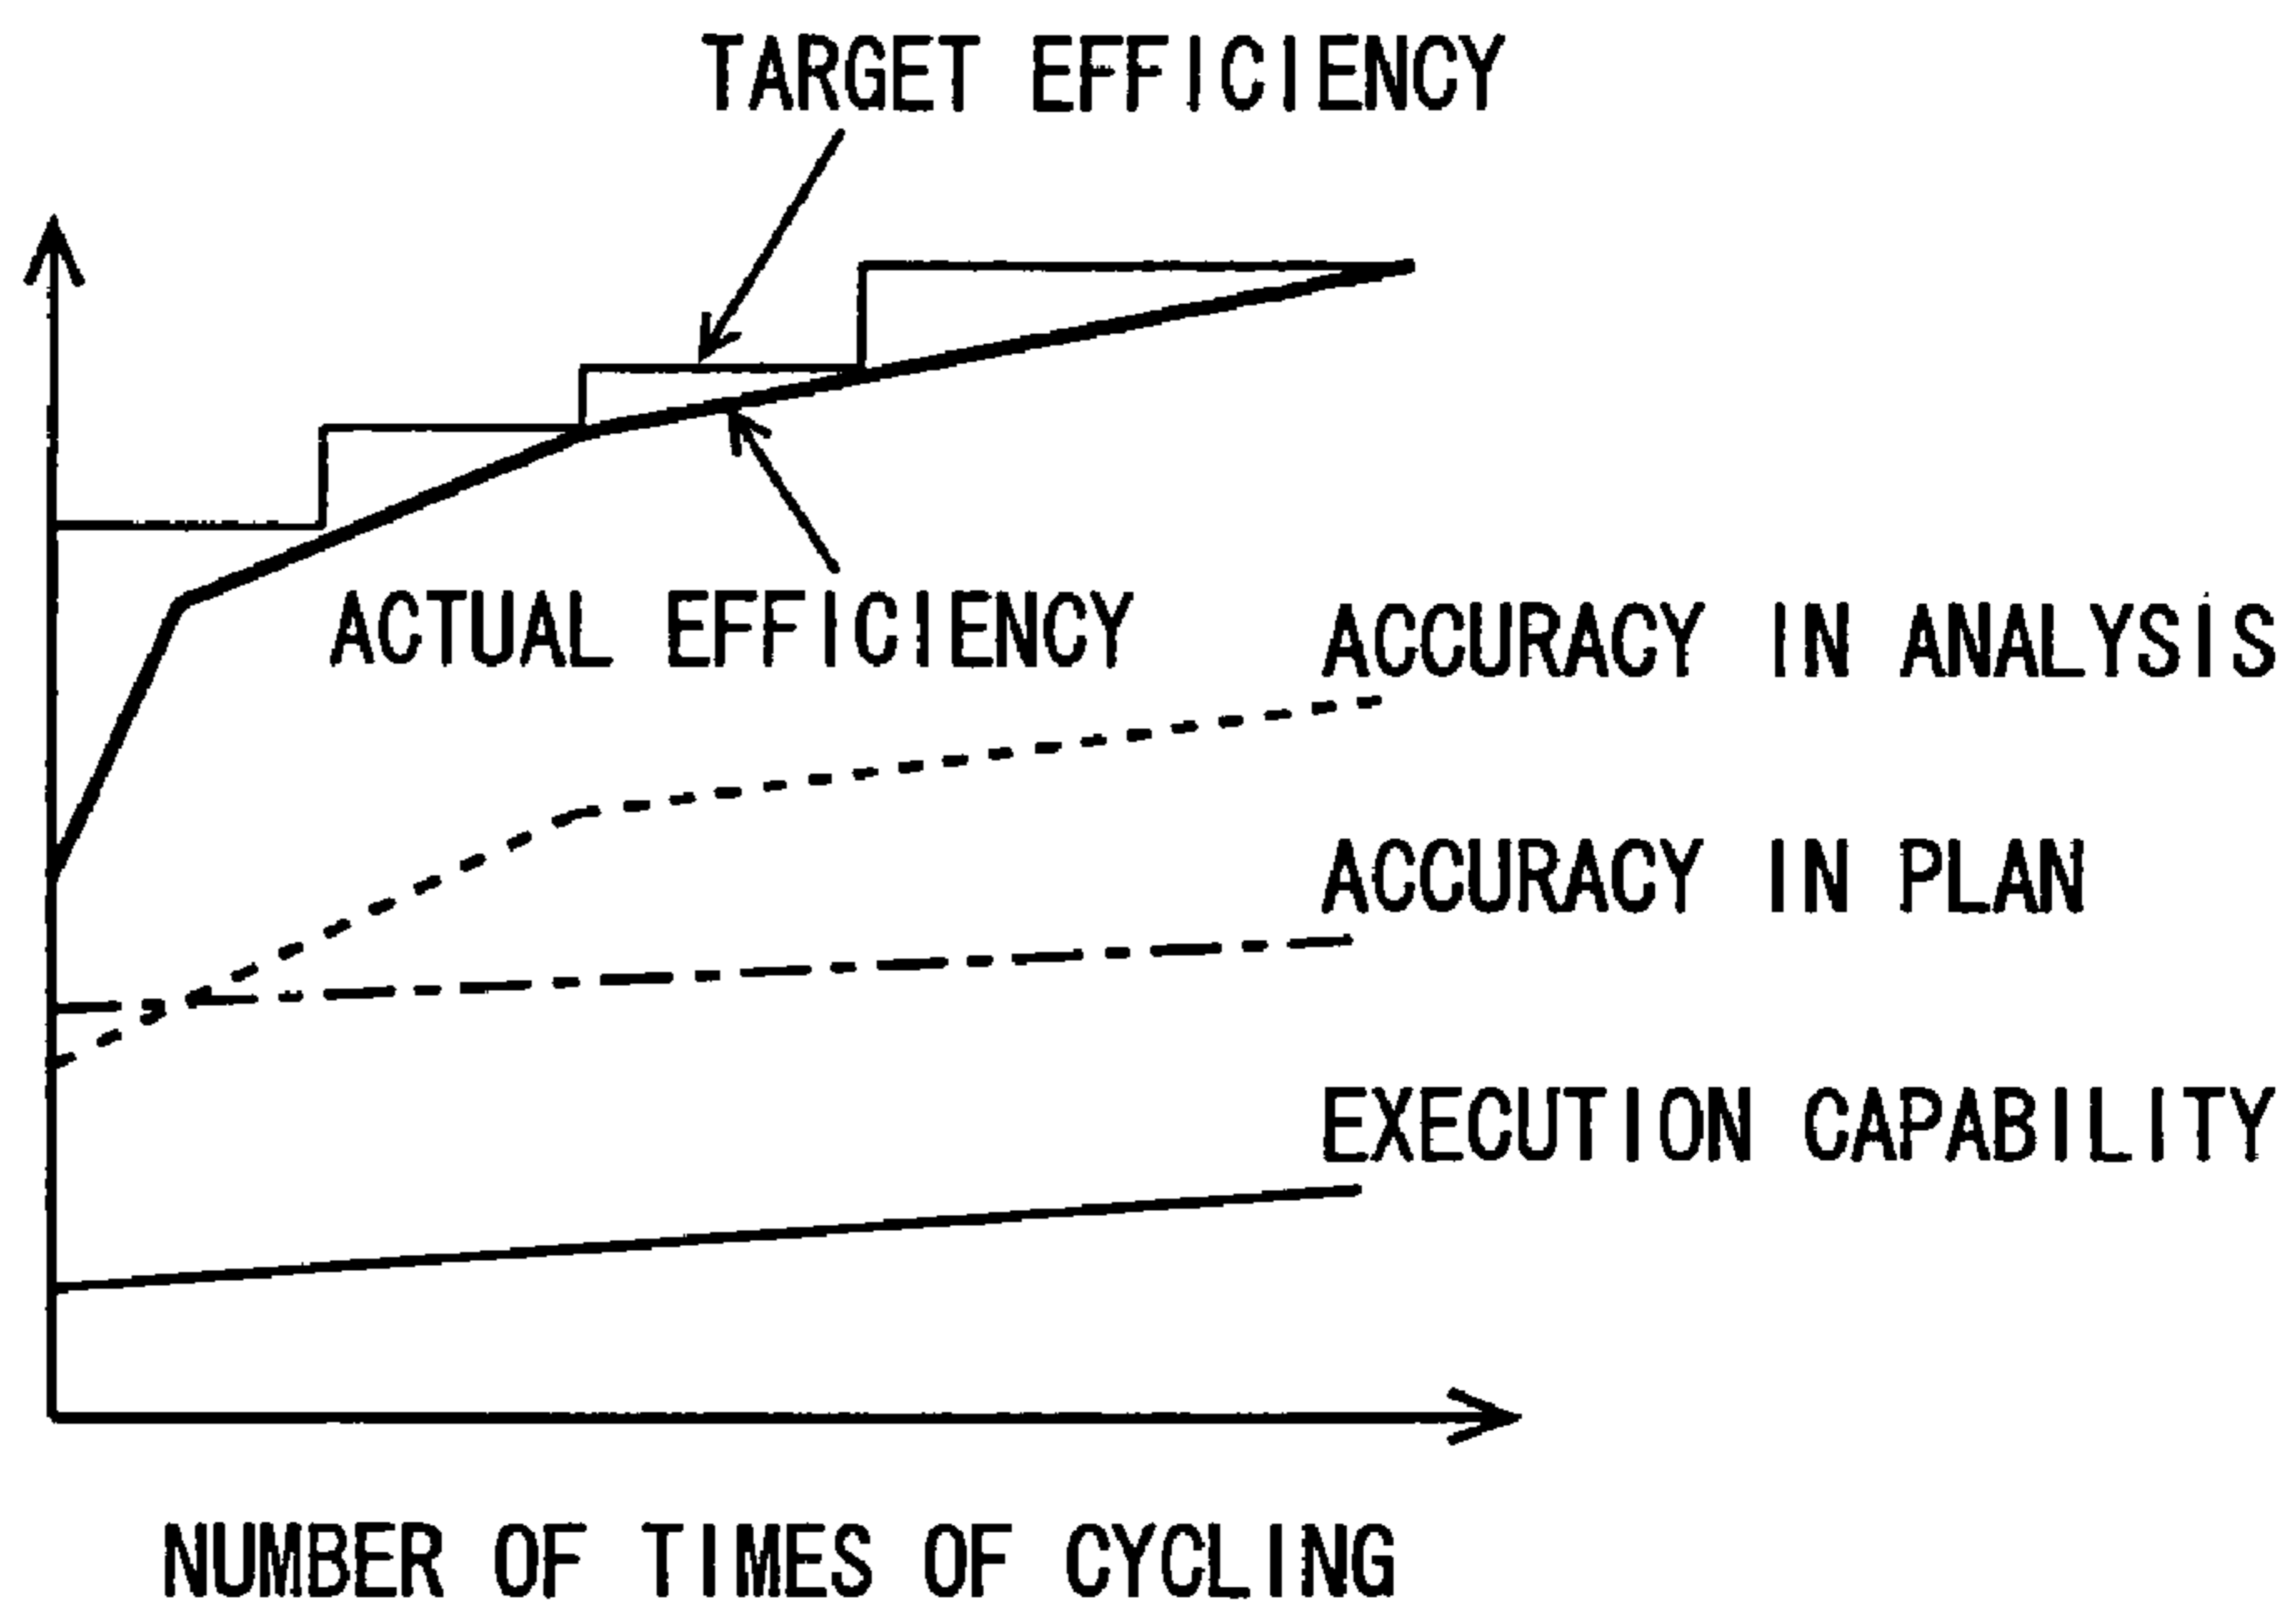 TARGET EFFICIENCY
ACTUAL EFFICIENCY
ACCURACY IN ANALYSIS
ACCURACY IN PLAN
EXECUTION CAPABILITY
NUMBER OF TIMES OF CYCLING